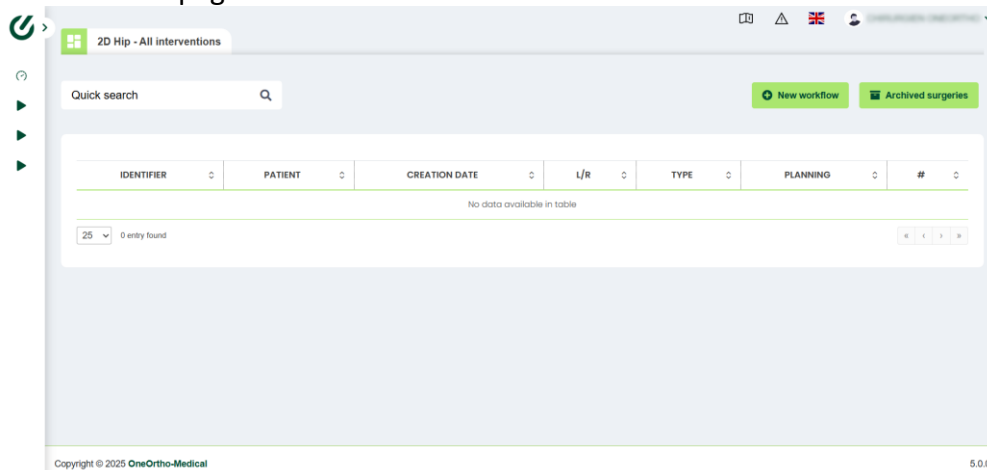 2D Hip - All interventions
Quick search
New workflow
Archived surgeries
IDENTIFIER PATIENT CREATION DATE L/R TYPE PLANNING #
No data available in table
25 0 entry found
« ‹ › »
Copyright © 2025 OneOrtho-Medical